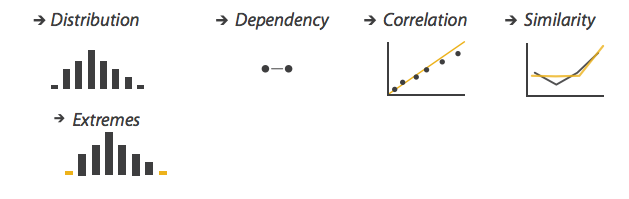 → Distribution
→ Dependency
→ Correlation
→ Similarity
→ Extremes